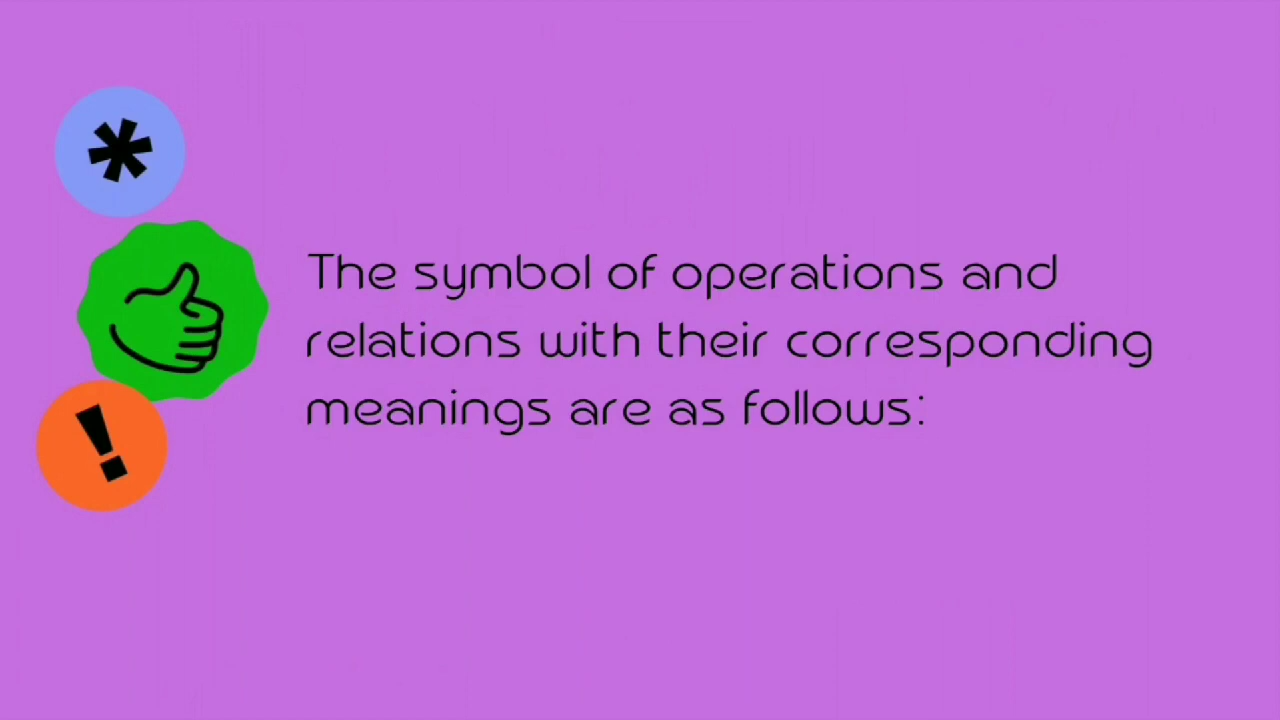 *
The symbol of operations and
relations with their corresponding
meanings are as follows:
!